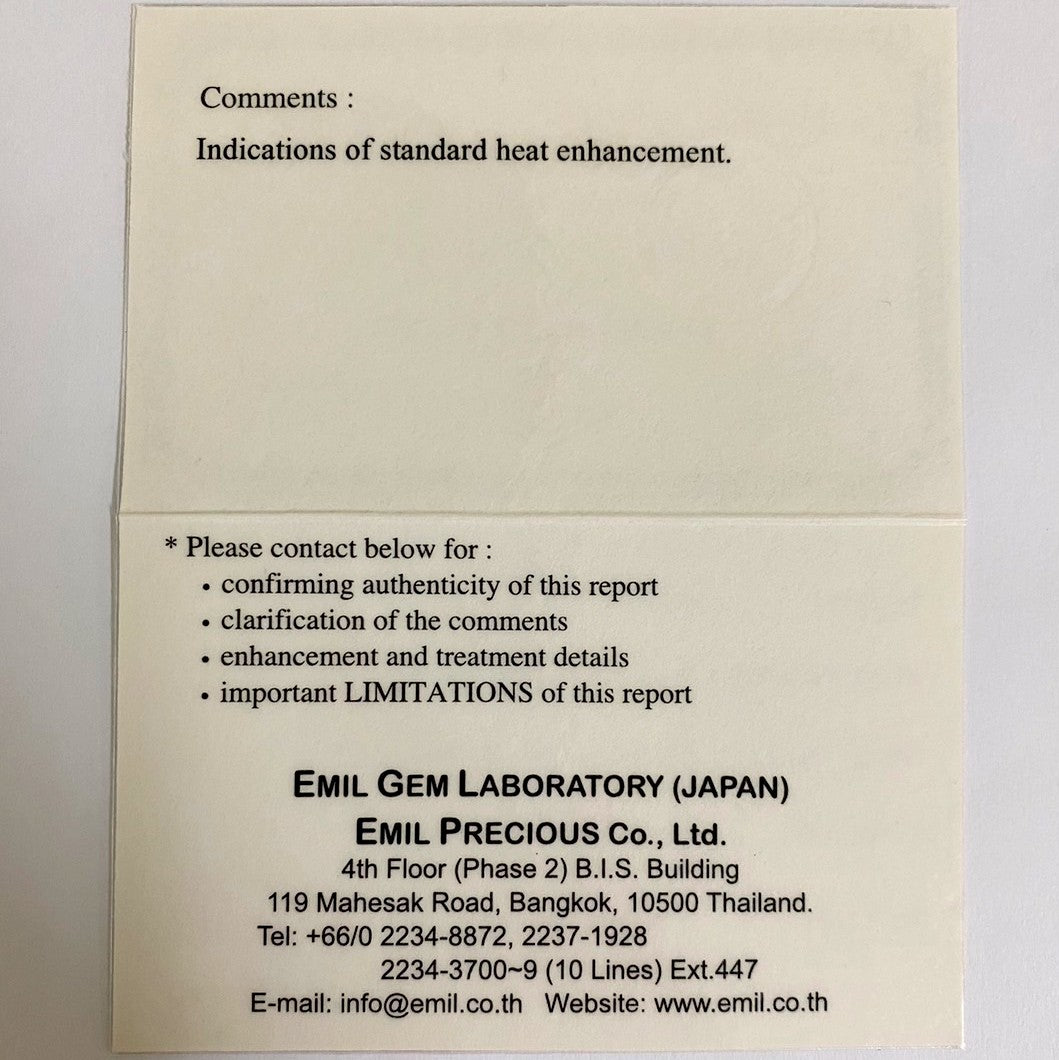 Comments :
Indications of standard heat enhancement.
* Please contact below for :
• confirming authenticity of this report
• clarification of the comments
• enhancement and treatment details
• important LIMITATIONS of this report
EMIL GEM LABORATORY (JAPAN)
EMIL PRECIOUS Co., Ltd.
4th Floor (Phase 2) B.I.S. Building
119 Mahesak Road, Bangkok, 10500 Thailand.
Tel: +66/0 2234-8872, 2237-1928
2234-3700~9 (10 Lines) Ext.447
E-mail: info@emil.co.th Website: www.emil.co.th